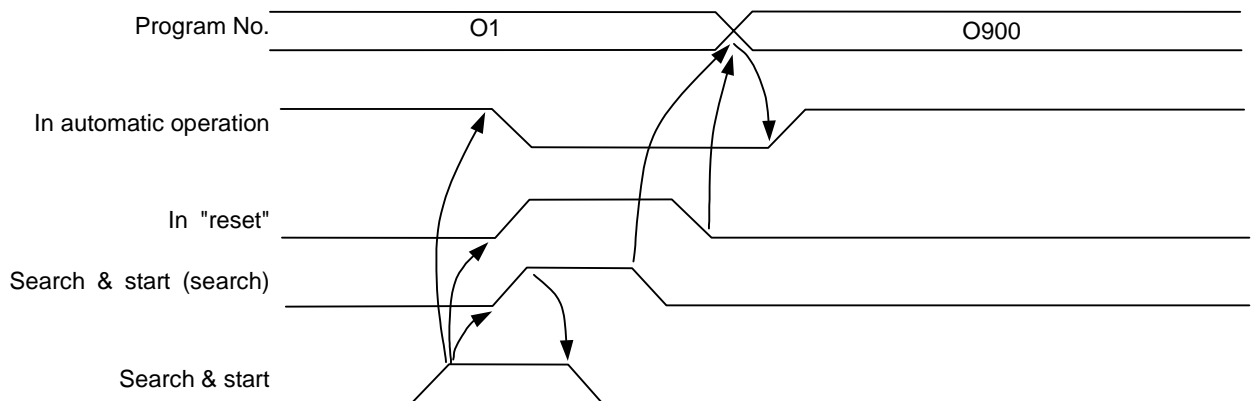 Program No.
O1
O900
In automatic operation
In "reset"
Search & start (search)
Search & start